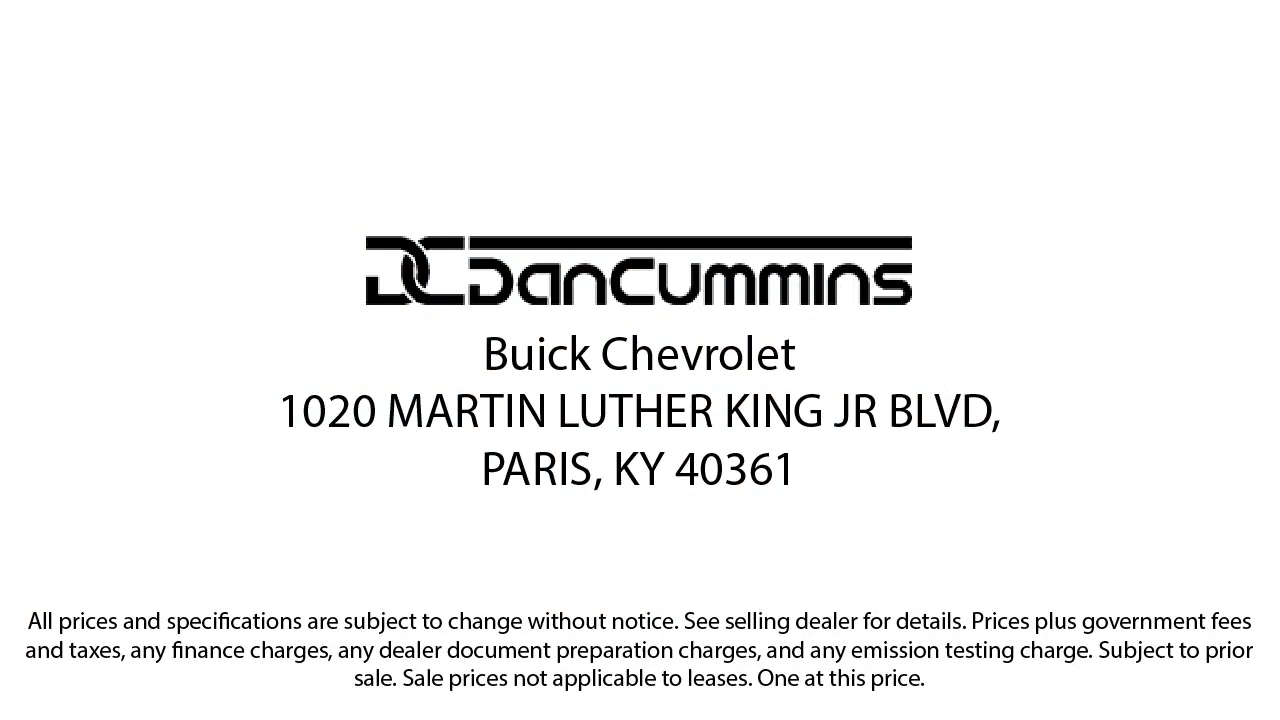 DC DanCummins
Buick Chevrolet
1020 MARTIN LUTHER KING JR BLVD,
PARIS, KY 40361
All prices and specifications are subject to change without notice. See selling dealer for details. Prices plus government fees
and taxes, any finance charges, any dealer document preparation charges, and any emission testing charge. Subject to prior
sale. Sale prices not applicable to leases. One at this price.